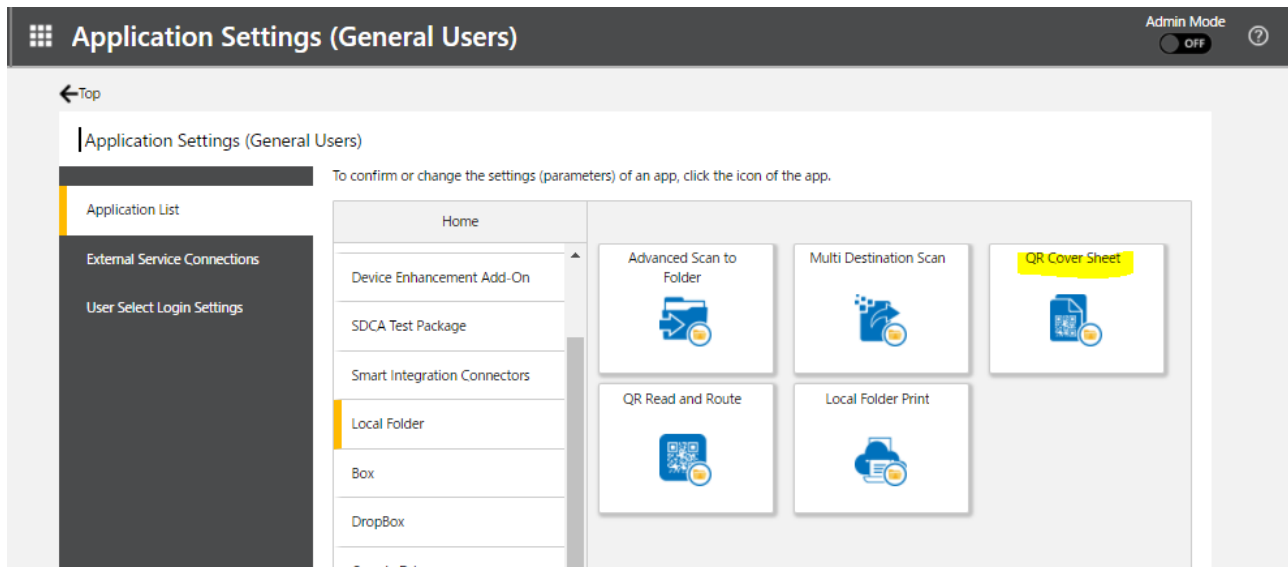 Application Settings (General Users)
Admin Mode
OFF
Top
Application Settings (General Users)
To confirm or change the settings (parameters) of an app, click the icon of the app.
Application List
External Service Connections
User Select Login Settings
Home
Device Enhancement Add-On
SDCA Test Package
Smart Integration Connectors
Local Folder
Box
DropBox
Advanced Scan to
Folder
Multi Destination Scan
QR Cover Sheet
QR Read and Route
Local Folder Print